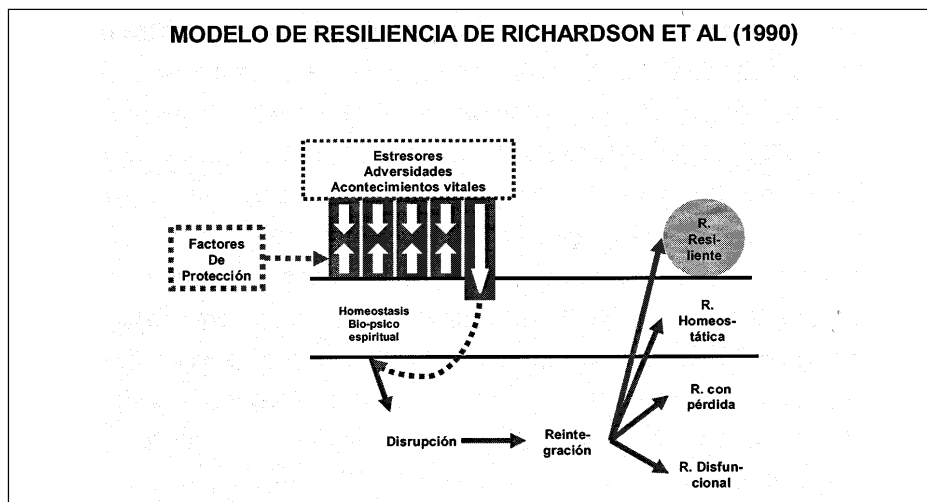 MODELO DE RESILIENCIA DE RICHARDSON ET AL (1990)
Estresores
Adversidades
Acontecimientos vitales
Factores
De
Protección
R.
Resi-
liente
Homeostasis
Bio-psico
espiritual
R.
Homeos-
tática
R. con
pérdida
Disrupción
Reinte-
gración
R. Disfun-
cional